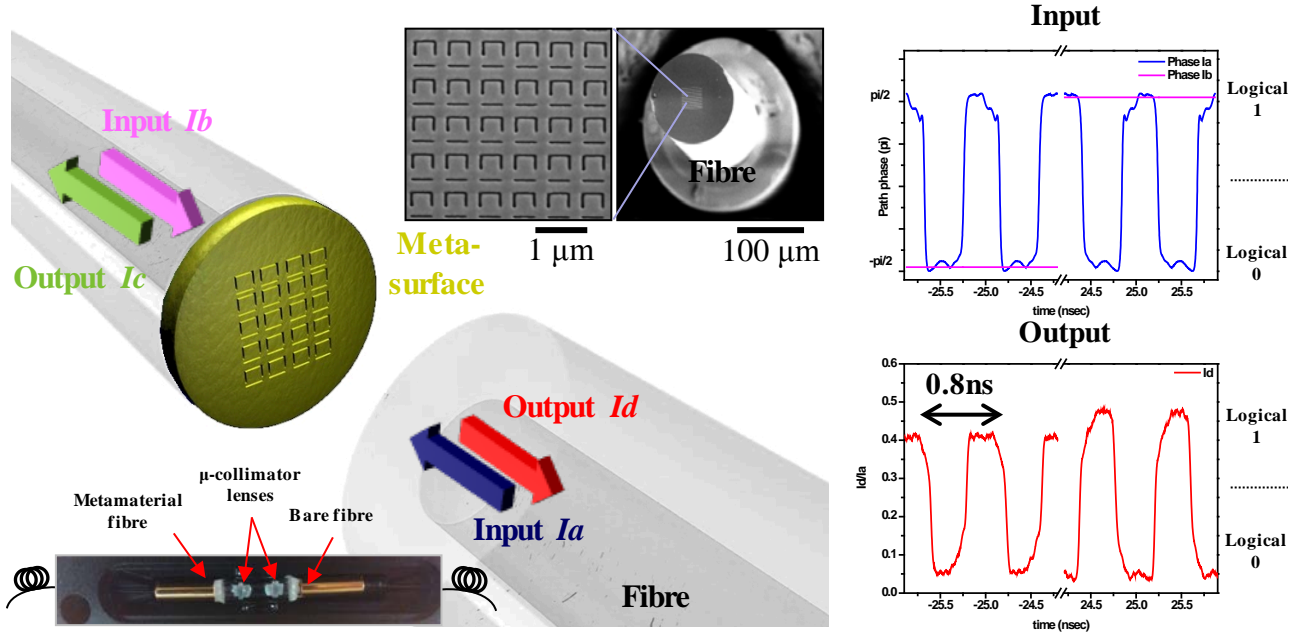 Input Ib
Output Ic
Meta-
surface
1 µm
Fibre
100 µm
Output Id
Input Ia
Fibre
µ-collimator
lenses
Metamaterial
fibre
Bare fibre
Input
Phase Ia
Phase Ib
pi/2
-pi/2
Path phase (pi)
-25.5 -25.0 24.5 25.0 25.5
time (nsec)
Logical
1
Logical
0
Output
Id
0.8ns
0.6
0.5
0.4
0.3
0.2
0.1
0.0
Id/Ia
-25.5 -25.0 24.5 25.0 25.5
time (nsec)
Logical
1
Logical
0